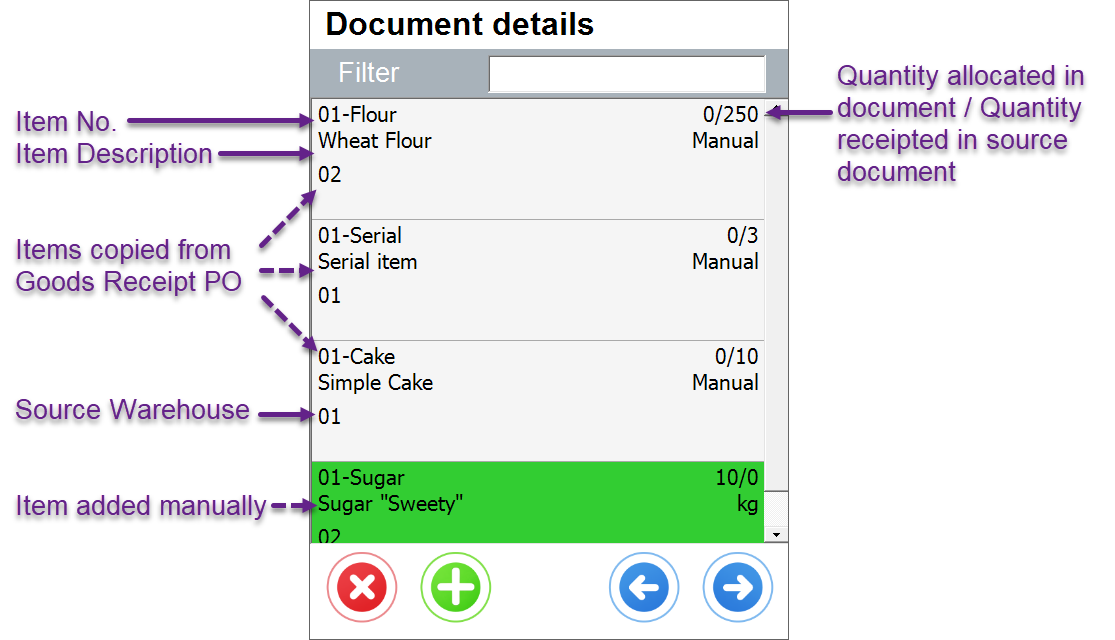 Document details
Filter
Item No.
Item Description
Items copied from
Goods Receipt PO
Source Warehouse
Item added manually
01-Flour 0/250
Wheat Flour Manual
02
01-Serial 0/3
Serial item Manual
01
01-Cake 0/10
Simple Cake Manual
01
01-Sugar 10/0
Sugar "Sweety" kg
02
Quantity allocated in
document / Quantity
receipted in source
document